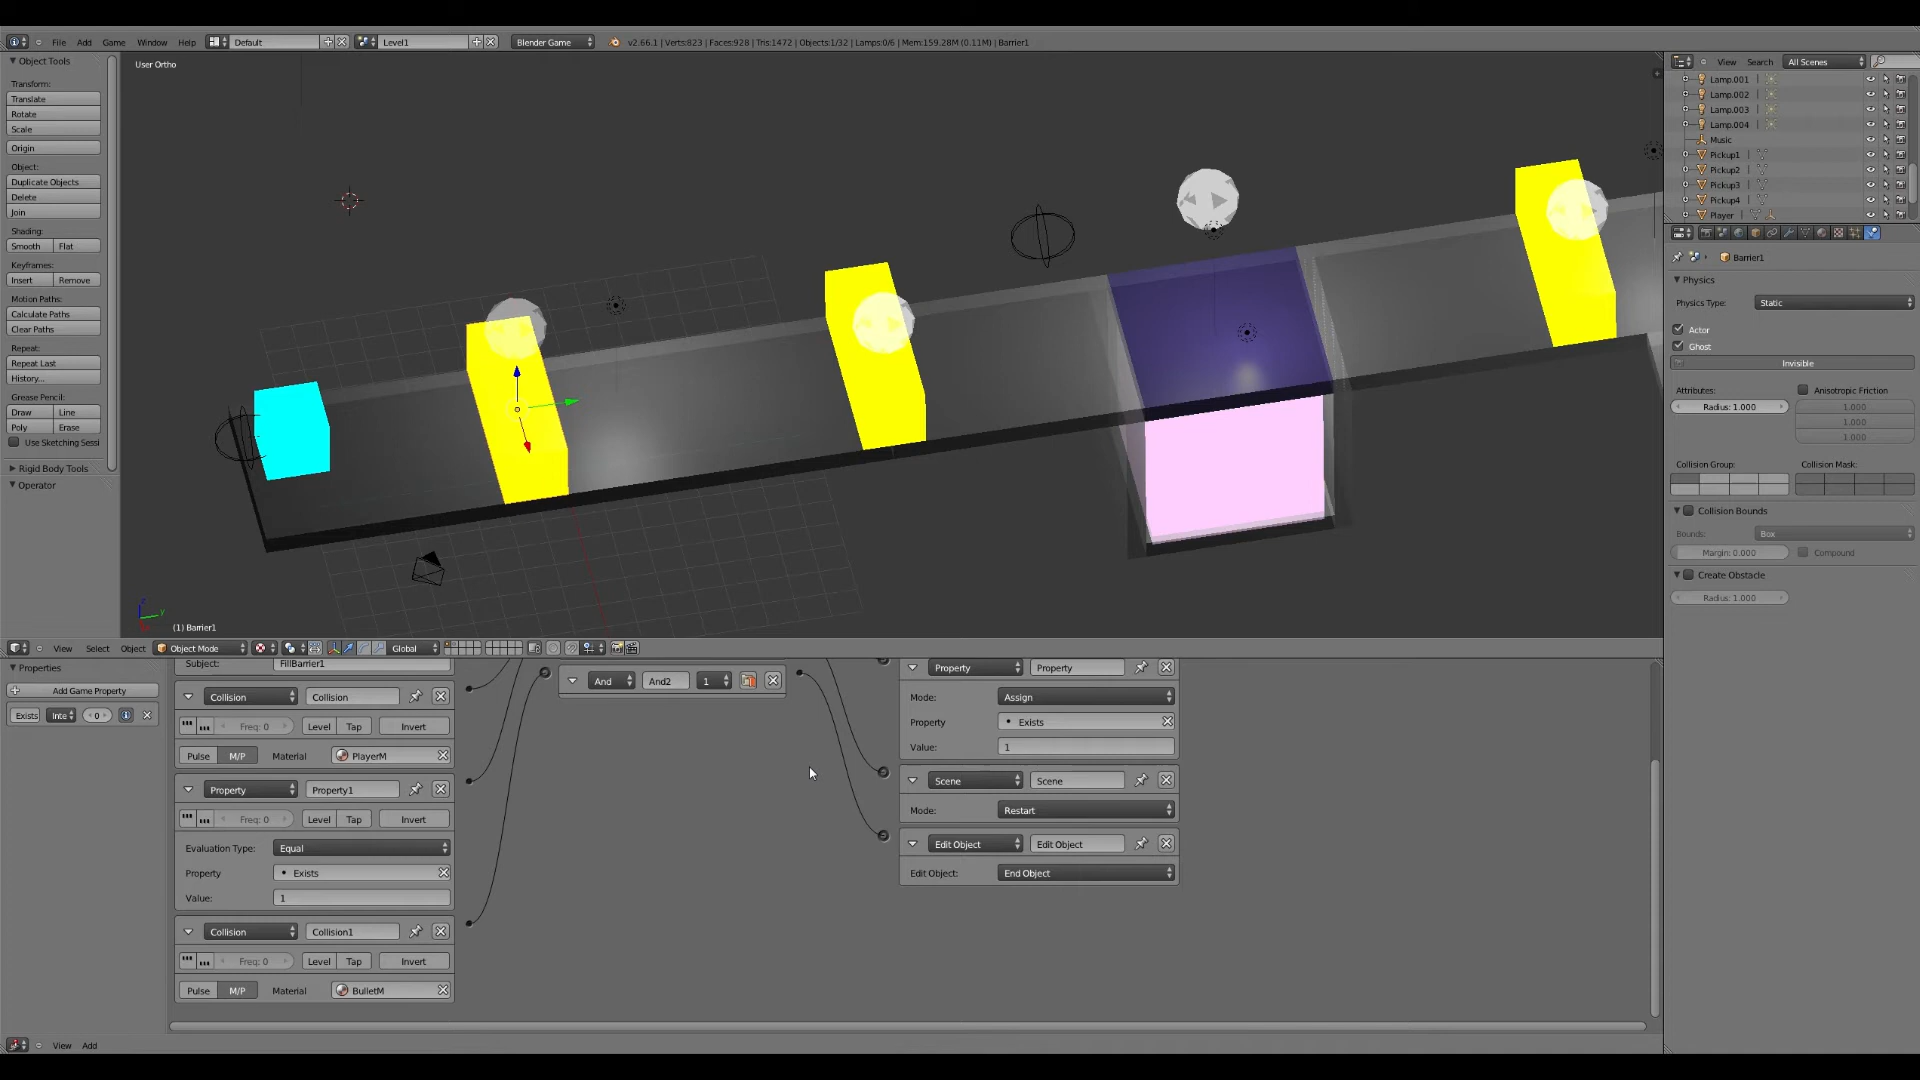 File Add Game Window Help Default Level1 Blender Game v2.66.1 | Verts:823 | Faces:928 | Tris:1472 | Objects:1/32 | Lamps:0/6 | Mem:159.28M (0.11M) | Barrier1
Object Tools
Transform:
Translate
Rotate
Scale
Origin
Object:
Duplicate Objects
Delete
Join
Shading:
Smooth Flat
Keyframes:
Insert Remove
Motion Paths:
Calculate Paths
Clear Paths
Repeat:
Repeat Last
History...
Grease Pencil:
Draw Line
Poly Erase
Use Sketching Sessi
Rigid Body Tools
Operator
User Ortho
(1) Barrier1
View Search All Scenes
Lamp.001
Lamp.002
Lamp.003
Lamp.004
Music
Pickup1
Pickup2
Pickup3
Pickup4
Player
Barrier1
Physics
Physics Type: Static
Actor
Ghost
Invisible
Attributes: Anisotropic Friction
Radius: 1.000 1.000
1.000
1.000
Collision Group: Collision Mask:
Collision Bounds
Bounds: Box
Margin: 0.000 Compound
Create Obstacle
Radius: 1.000
View Select Object Object Mode Global
Properties
Add Game Property
Exists Inte 0
Subject: FillBarrier1
Collision Collision
Freq: 0 Level Tap Invert
Pulse M/P Material PlayerM
Property Property1
Freq: 0 Level Tap Invert
Evaluation Type: Equal
Property Exists
Value: 1
Collision Collision1
Freq: 0 Level Tap Invert
Pulse M/P Material BulletM
And And2 1
Property Property
Mode: Assign
Property Exists
Value: 1
Scene Scene
Mode: Restart
Edit Object Edit Object
Edit Object: End Object
View Add